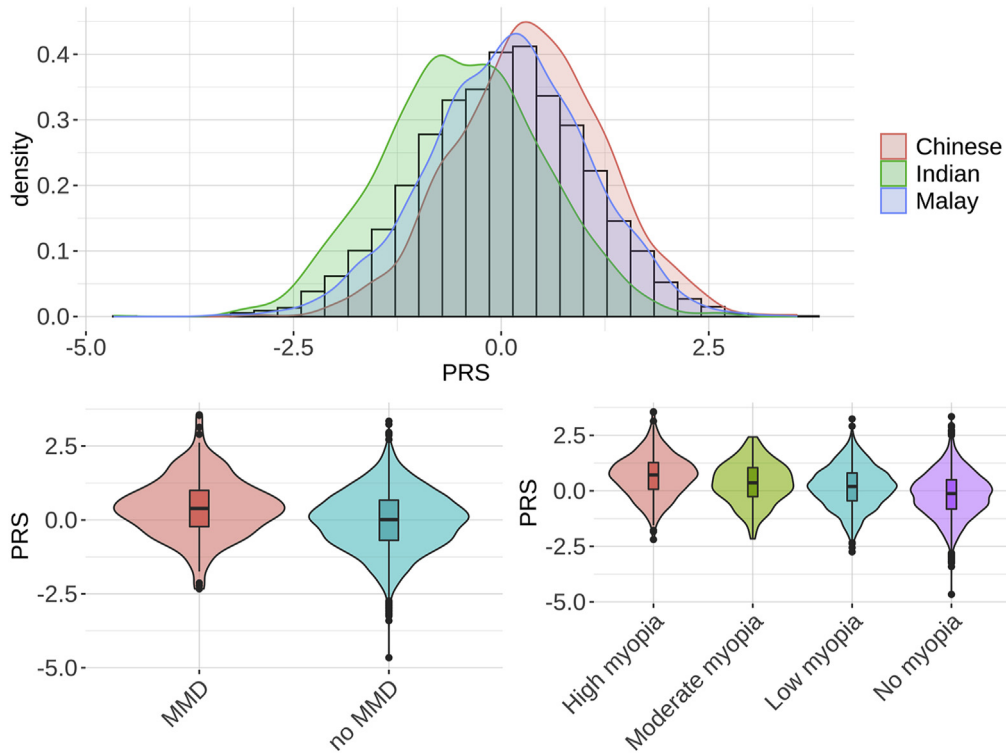 density
0.4
0.3
0.2
0.1
0.0
-5.0
-2.5
0.0
2.5
PRS
Chinese
Indian
Malay
PRS
2.5
0.0
-2.5
-5.0
MMD
no MMD
PRS
2.5
0.0
-2.5
-5.0
High myopia
Moderate myopia
Low myopia
No myopia